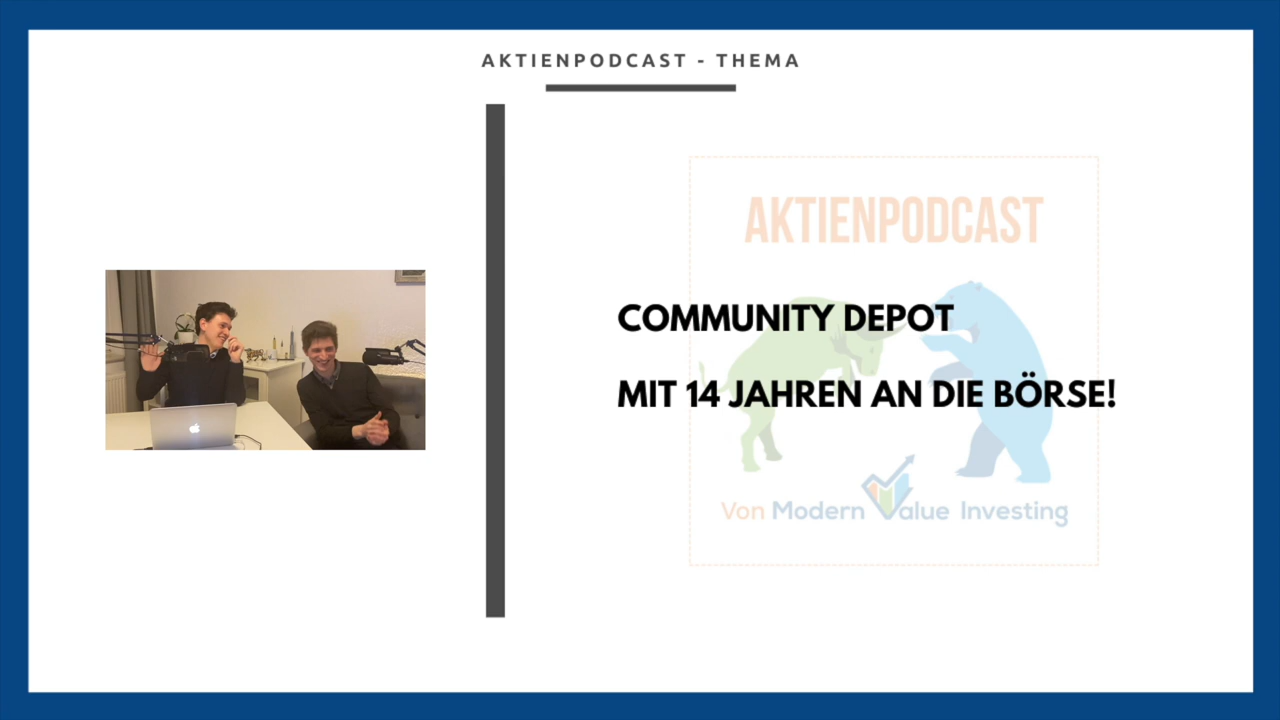 AKTIENPODCAST - THEMA
AKTIENPODCAST
COMMUNITY DEPOT
MIT 14 JAHREN AN DIE BÖRSE!
Von Modern Value Investing